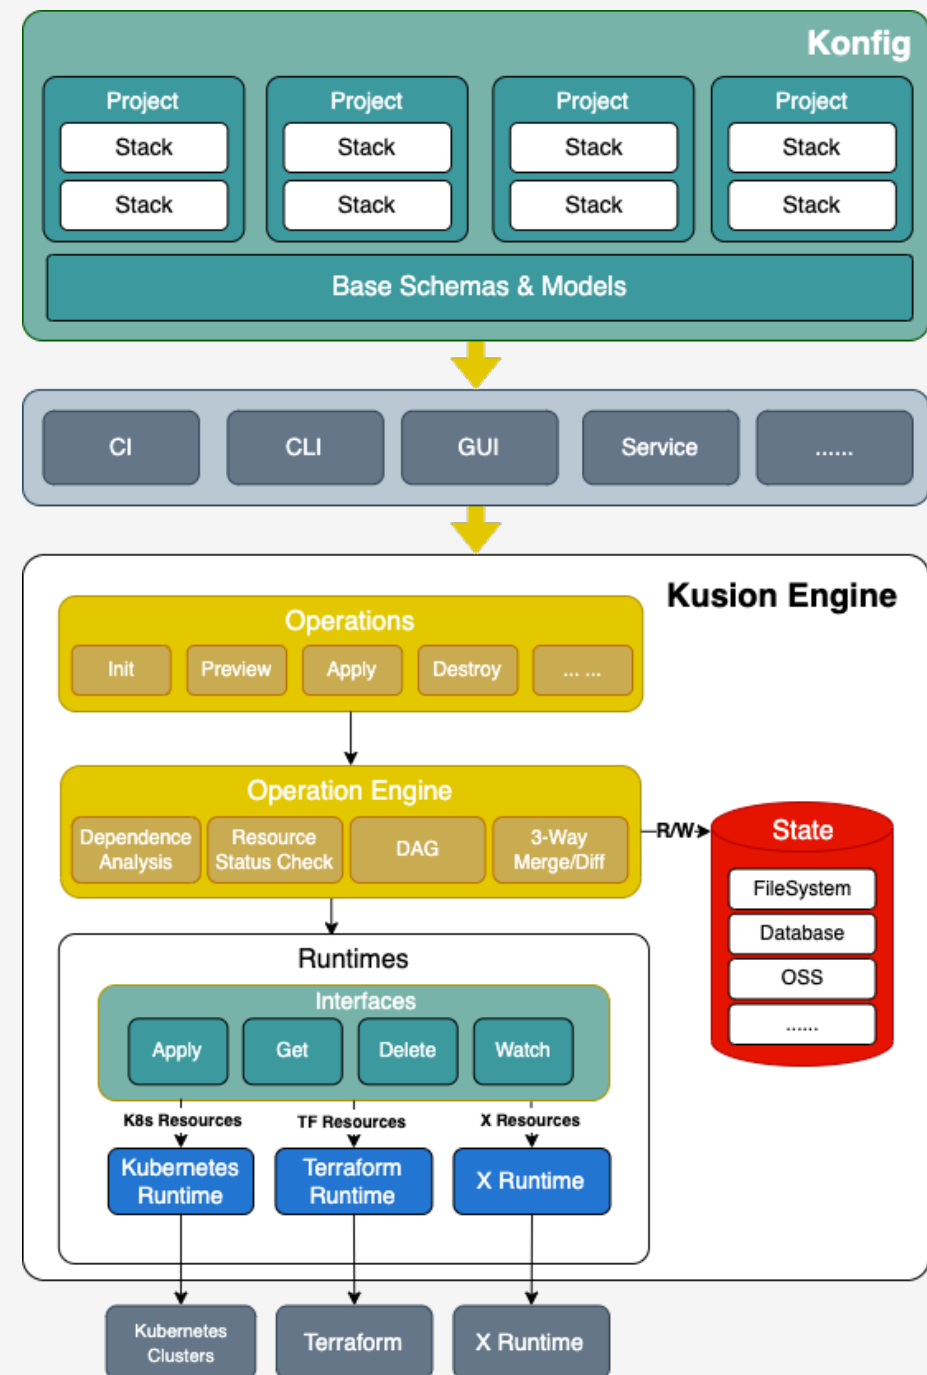 Konfig
Project
Project
Project
Project
Stack
Stack
Stack
Stack
Stack
Stack
Stack
Stack
Base Schemas & Models
CI
CLI
GUI
Service
......
Kusion Engine
Operations
Init
Preview
Apply
Destroy
... ...
Operation Engine
Dependence
Analysis
Resource
Status Check
DAG
3-Way
Merge/Diff
R/W
State
FileSystem
Database
OSS
......
Runtimes
Interfaces
Apply
Get
Delete
Watch
K8s Resources
TF Resources
X Resources
Kubernetes
Runtime
Terraform
Runtime
X Runtime
Kubernetes
Clusters
Terraform
X Runtime